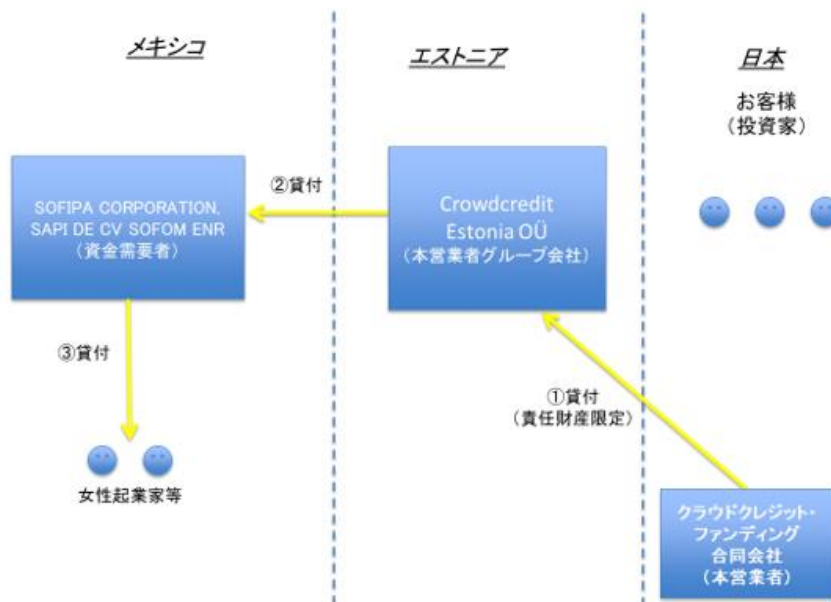 メキシコ
エストニア
日本
お客様
（投資家）
SOFIPA CORPORATION,
SAPI DE CV SOFOM ENR
（資金需要者）
②貸付
Crowdcredit
Estonia OÜ
（本営業者グループ会社）
③貸付
①貸付
（責任財産限定）
女性起業家等
クラウドクレジット・
ファンディング
合同会社
（本営業者）